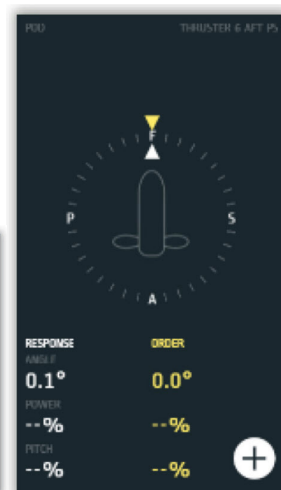 POD THRUSTER 6 AFT PS
F
P S
A
RESPONSE ORDER
ANGLE
0.1° 0.0°
POWER
--% --%
PITCH
--% --%
+